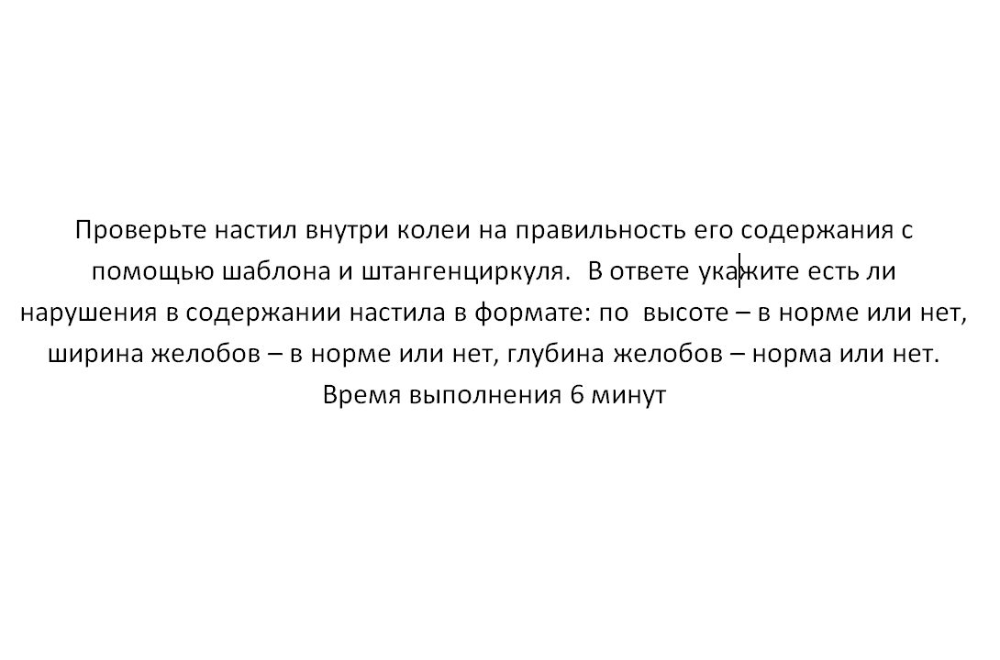 Проверьте настил внутри колеи на правильность его содержания с
помощью шаблона и штангенциркуля.  В ответе укажите есть ли
нарушения в содержании настила в формате: по  высоте – в норме или нет,
ширина желобов – в норме или нет, глубина желобов – норма или нет.
Время выполнения 6 минут